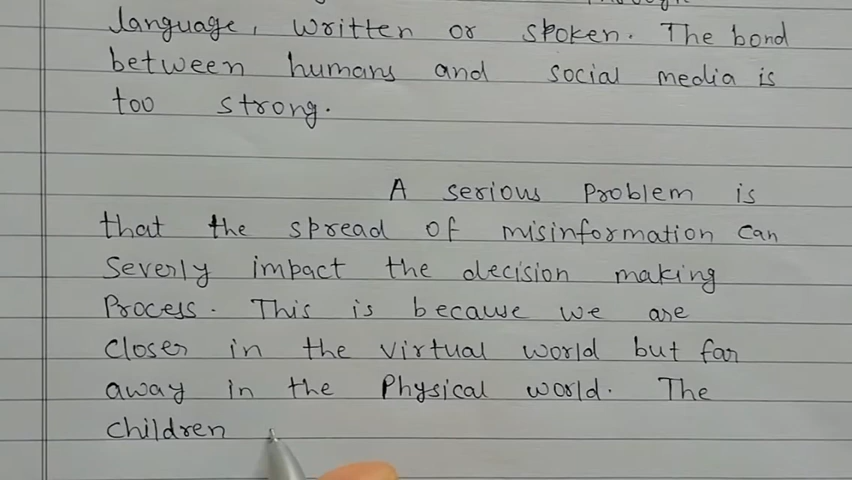 language, written or spoken. The bond
between humans and social media is
too strong.
A serious problem is
that the spread of misinformation can
severly impact the decision making
process. This is because we are
closer in the virtual world but far
away in the physical world. The
children